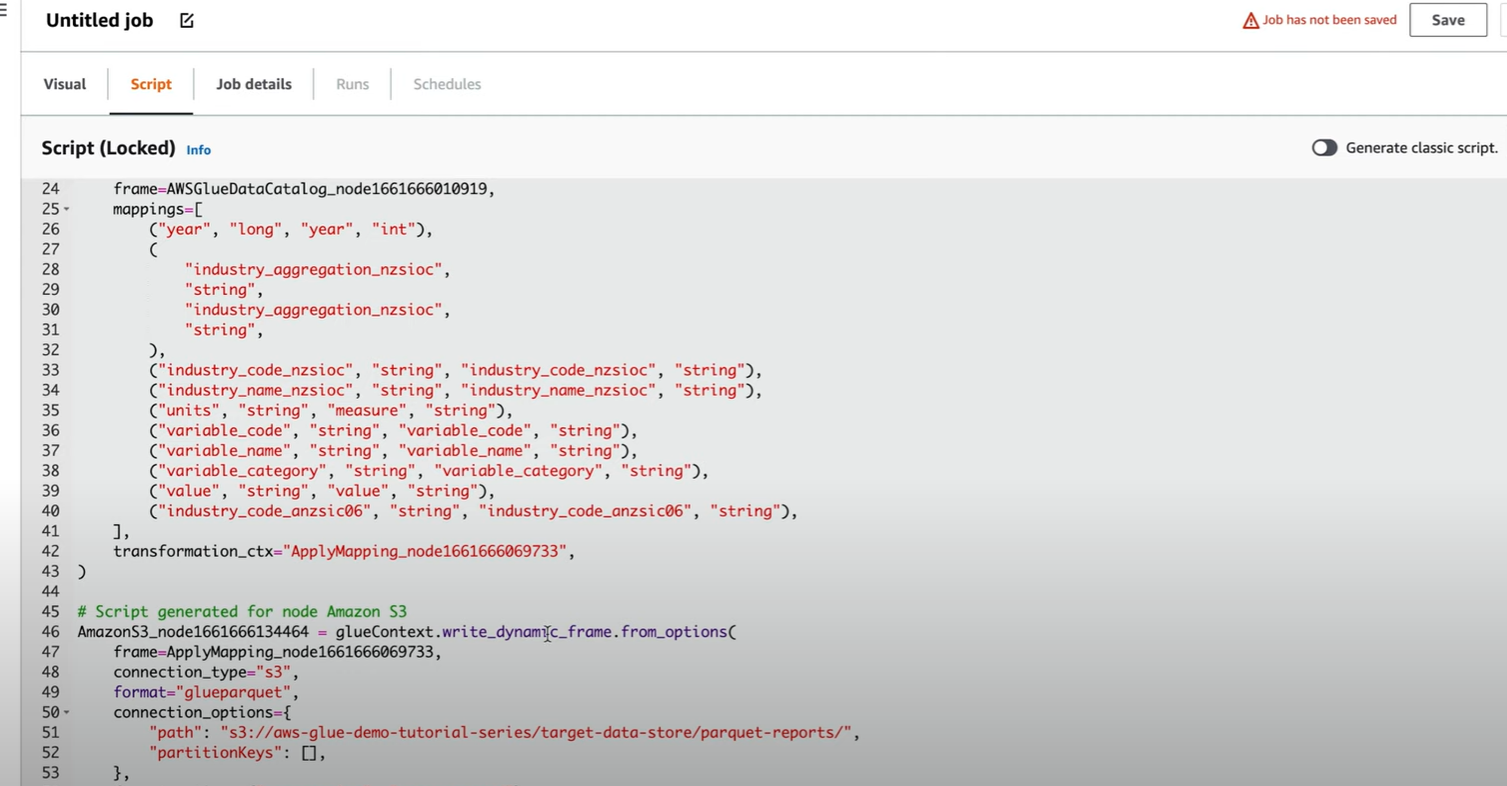 Untitled job
Job has not been saved
Save
Visual
Script
Job details
Runs
Schedules
Script (Locked) Info
Generate classic script.
24     frame=AWSGlueDataCatalog_node1661666010919,
25     mappings=[
26         ("year", "long", "year", "int"),
27         (
28             "industry_aggregation_nzsioc",
29             "string",
30             "industry_aggregation_nzsioc",
31             "string",
32         ),
33         ("industry_code_nzsioc", "string", "industry_code_nzsioc", "string"),
34         ("industry_name_nzsioc", "string", "industry_name_nzsioc", "string"),
35         ("units", "string", "measure", "string"),
36         ("variable_code", "string", "variable_code", "string"),
37         ("variable_name", "string", "variable_name", "string"),
38         ("variable_category", "string", "variable_category", "string"),
39         ("value", "string", "value", "string"),
40         ("industry_code_anzsic06", "string", "industry_code_anzsic06", "string"),
41     ],
42     transformation_ctx="ApplyMapping_node1661666069733",
43 )
44
45 # Script generated for node Amazon S3
46 AmazonS3_node1661666134464 = glueContext.write_dynamic_frame.from_options(
47     frame=ApplyMapping_node1661666069733,
48     connection_type="s3",
49     format="glueparquet",
50     connection_options={
51         "path": "s3://aws-glue-demo-tutorial-series/target-data-store/parquet-reports/",
52         "partitionKeys": [],
53     },